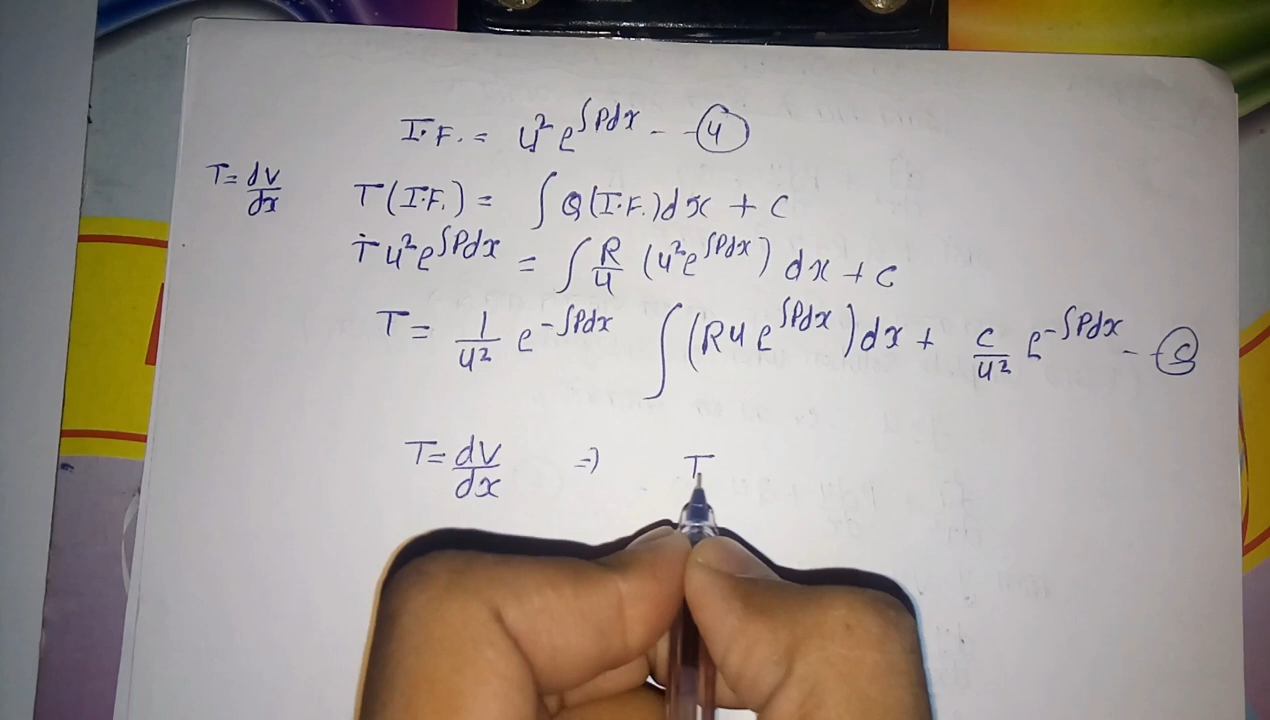 I.F. = u²e^∫Pdx -- ④
T = dv/dx
T(I.F.) = ∫Q(I.F.)dx + c
T u²e^∫Pdx = ∫ R/u (u²e^∫Pdx) dx + c
T = 1/u² e^-∫Pdx ∫(Rue^∫Pdx)dx + c/u² e^-∫Pdx -- ⑤
T = dv/dx ⇒ T